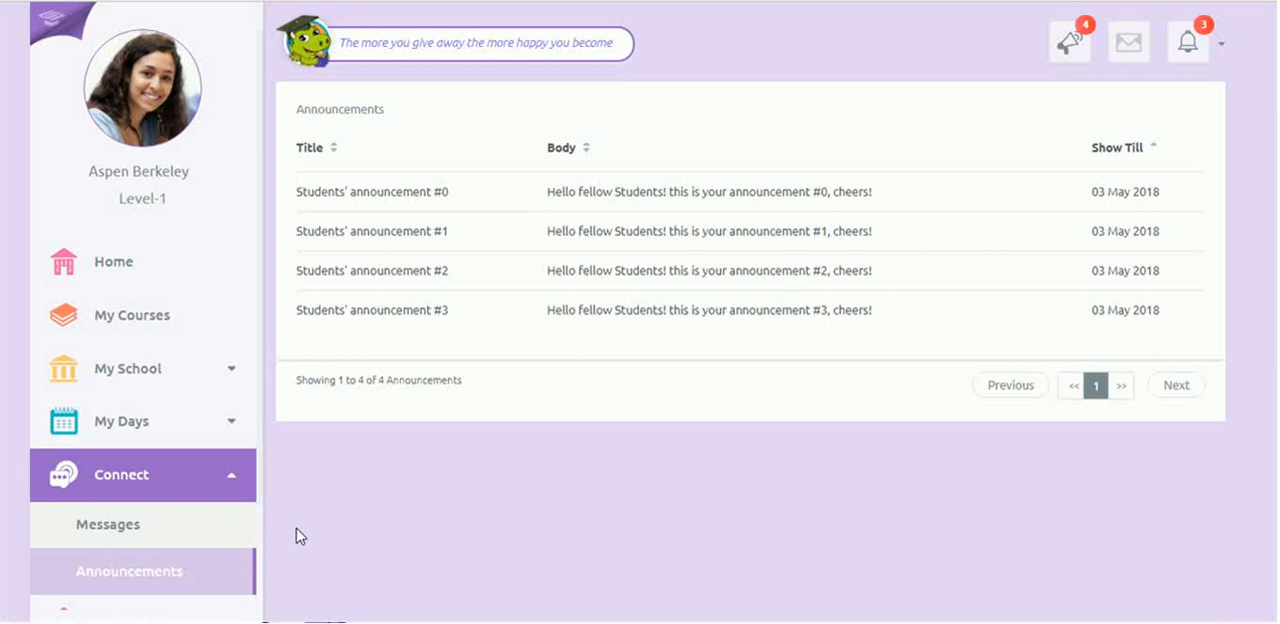 The more you give away the more happy you become
4
3
Aspen Berkeley
Level-1
Home
My Courses
My School
My Days
Connect
Messages
Announcements
Announcements
Title Body Show Till
Students' announcement #0 Hello fellow Students! this is your announcement #0, cheers! 03 May 2018
Students' announcement #1 Hello fellow Students! this is your announcement #1, cheers! 03 May 2018
Students' announcement #2 Hello fellow Students! this is your announcement #2, cheers! 03 May 2018
Students' announcement #3 Hello fellow Students! this is your announcement #3, cheers! 03 May 2018
Showing 1 to 4 of 4 Announcements
Previous << 1 >> Next